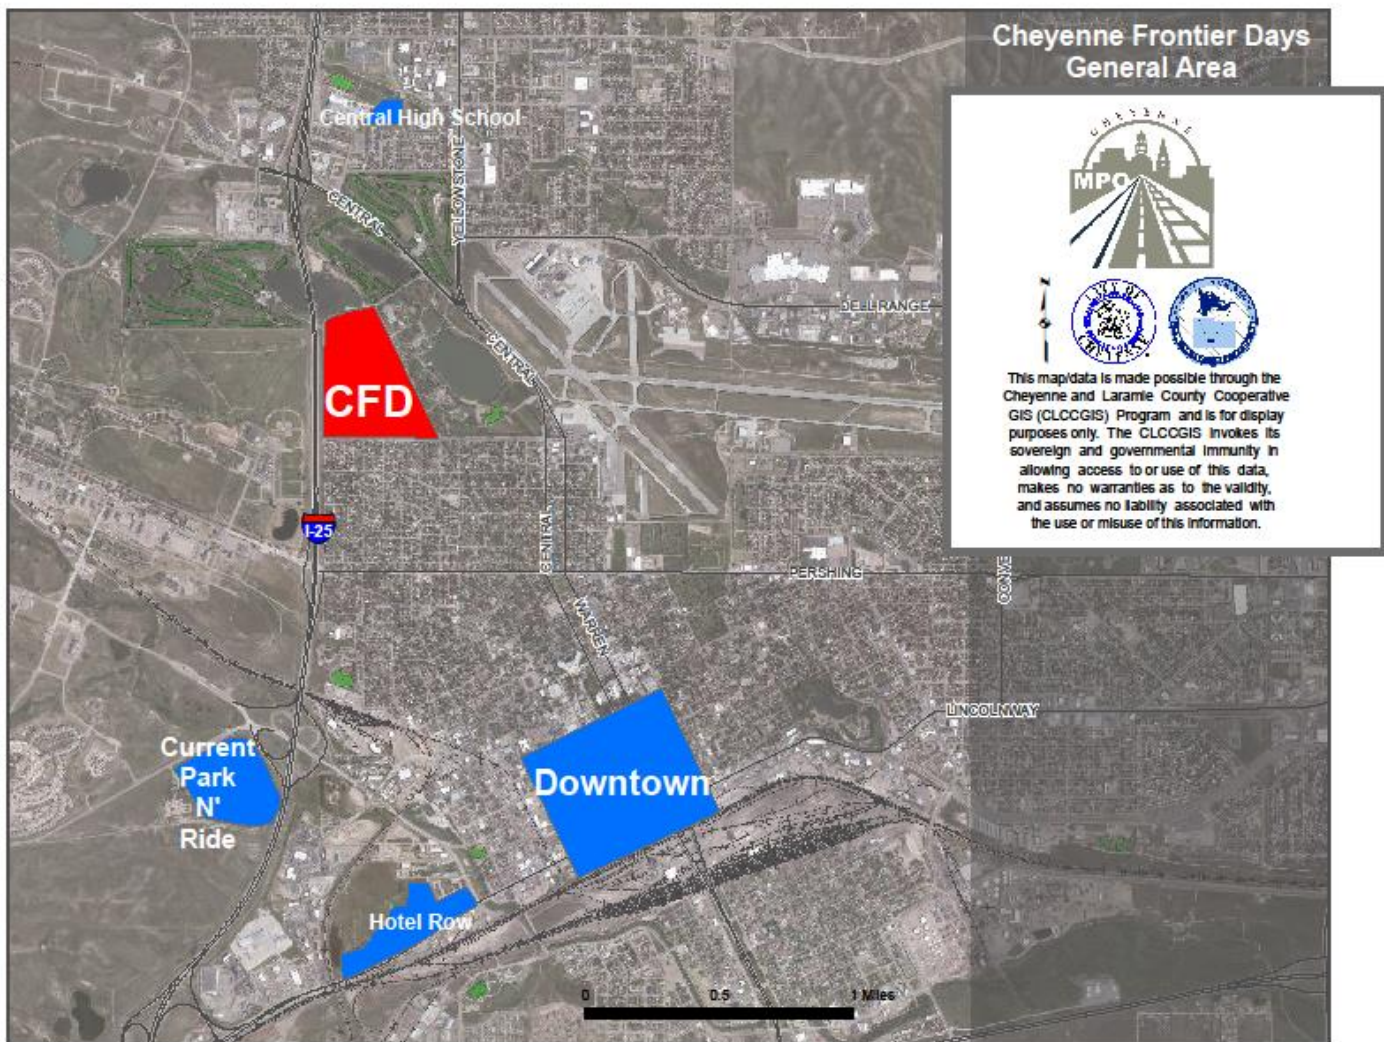 Cheyenne Frontier Days
General Area
Central High School
CHEYENNE
MPO
YELLOWSTONE
CENTRAL
N
DELL RANGE
CITY OF
CHEYENNE
CENTRAL
This map/data is made possible through the
Cheyenne and Laramie County Cooperative
GIS (CLCCGIS) Program and is for display
purposes only. The CLCCGIS invokes its
sovereign and governmental immunity in
allowing access to or use of this data,
makes no warranties as to the validity,
and assumes no liability associated with
the use or misuse of this information.
CFD
I-25
CENTRAL
PERSHING
CONVE
WARREN
LINCOLNWAY
Current
Park
N'
Ride
Downtown
Hotel Row
0 0.5 1 Miles